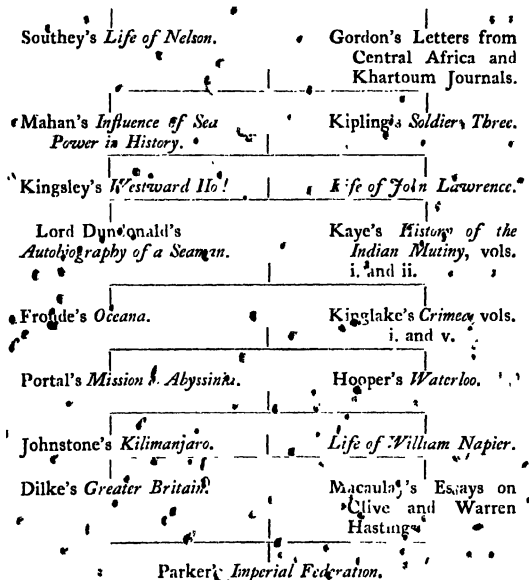 Southey's Life of Nelson.
Gordon's Letters from
Central Africa and
Khartoum Journals.
Mahan's Influence of Sea
Power in History.
Kipling's Soldiers Three.
Kingsley's Westward Ho!
Life of John Lawrence.
Lord Dundonald's
Autobiography of a Seaman.
Kaye's History of the
Indian Mutiny, vols.
i. and ii.
Froude's Oceana.
Kinglake's Crimea, vols.
i. and v.
Portal's Mission to Abyssinia.
Hooper's Waterloo.
Johnstone's Kilimanjaro.
Life of William Napier.
Dilke's Greater Britain.
Macaulay's Essays on
Clive and Warren
Hastings
Parker's Imperial Federation.